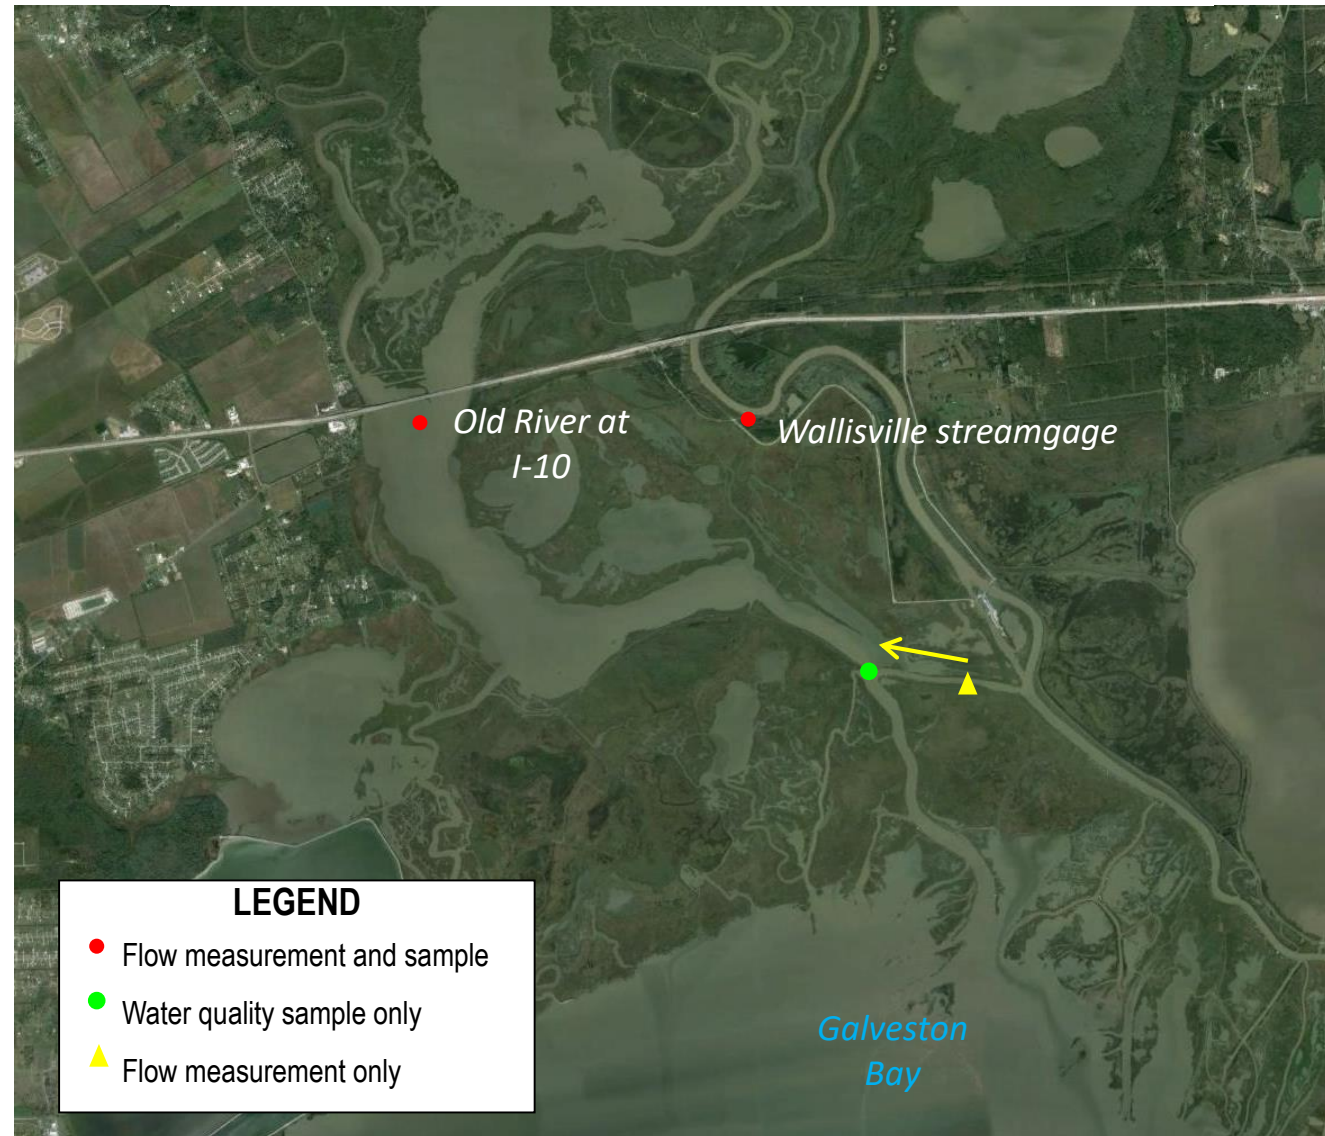 Old River at
I-10
Wallisville streamgage
Galveston
Bay
LEGEND
Flow measurement and sample
Water quality sample only
Flow measurement only